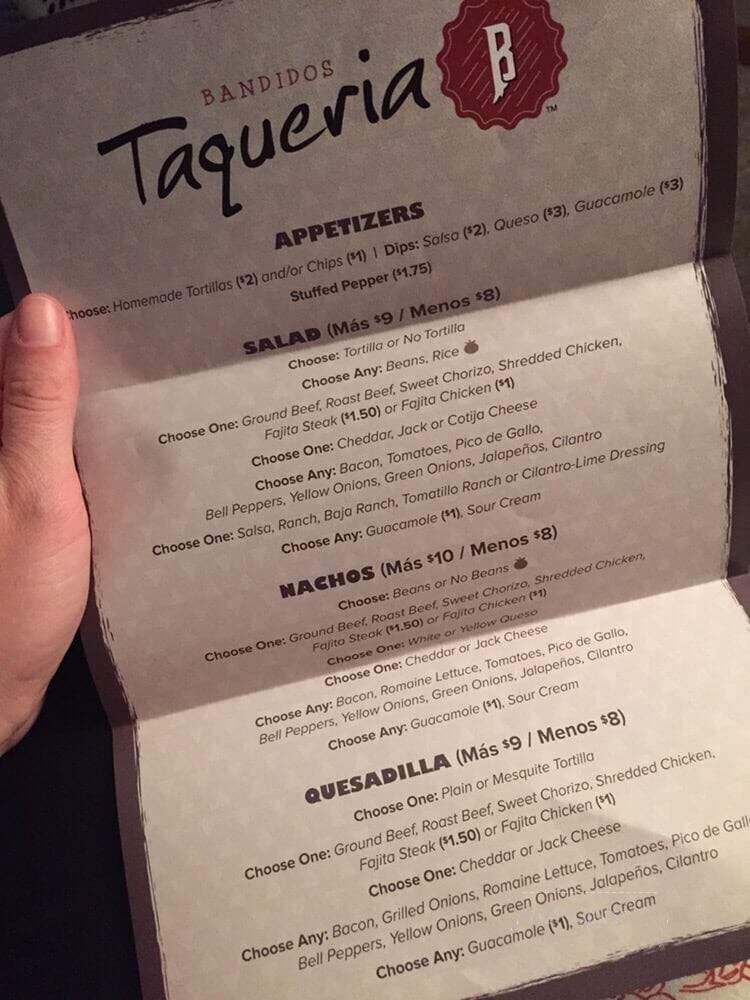 BANDIDOS
Taqueria
B
TM
APPETIZERS
Choose: Homemade Tortillas ($2) and/or Chips ($1) | Dips: Salsa ($2), Queso ($3), Guacamole ($3)
Stuffed Pepper ($1.75)
SALAD (Más $9 / Menos $8)
Choose: Tortilla or No Tortilla
Choose Any: Beans, Rice
Choose One: Ground Beef, Roast Beef, Sweet Chorizo, Shredded Chicken,
Fajita Steak ($1.50) or Fajita Chicken ($1)
Choose One: Cheddar, Jack or Cotija Cheese
Choose Any: Bacon, Tomatoes, Pico de Gallo,
Bell Peppers, Yellow Onions, Green Onions, Jalapeños, Cilantro
Choose One: Salsa, Ranch, Baja Ranch, Tomatillo Ranch or Cilantro-Lime Dressing
Choose Any: Guacamole ($1), Sour Cream
NACHOS (Más $10 / Menos $8)
Choose: Beans or No Beans
Choose One: Ground Beef, Roast Beef, Sweet Chorizo, Shredded Chicken,
Fajita Steak ($1.50) or Fajita Chicken ($1)
Choose One: White or Yellow Queso
Choose One: Cheddar or Jack Cheese
Choose Any: Bacon, Romaine Lettuce, Tomatoes, Pico de Gallo,
Bell Peppers, Yellow Onions, Green Onions, Jalapeños, Cilantro
Choose Any: Guacamole ($1), Sour Cream
QUESADILLA (Más $9 / Menos $8)
Choose One: Plain or Mesquite Tortilla
Choose One: Ground Beef, Roast Beef, Sweet Chorizo, Shredded Chicken,
Fajita Steak ($1.50) or Fajita Chicken ($1)
Choose One: Cheddar or Jack Cheese
Choose Any: Bacon, Grilled Onions, Romaine Lettuce, Tomatoes, Pico de Gall
Bell Peppers, Yellow Onions, Green Onions, Jalapeños, Cilantro
Choose Any: Guacamole ($1), Sour Cream